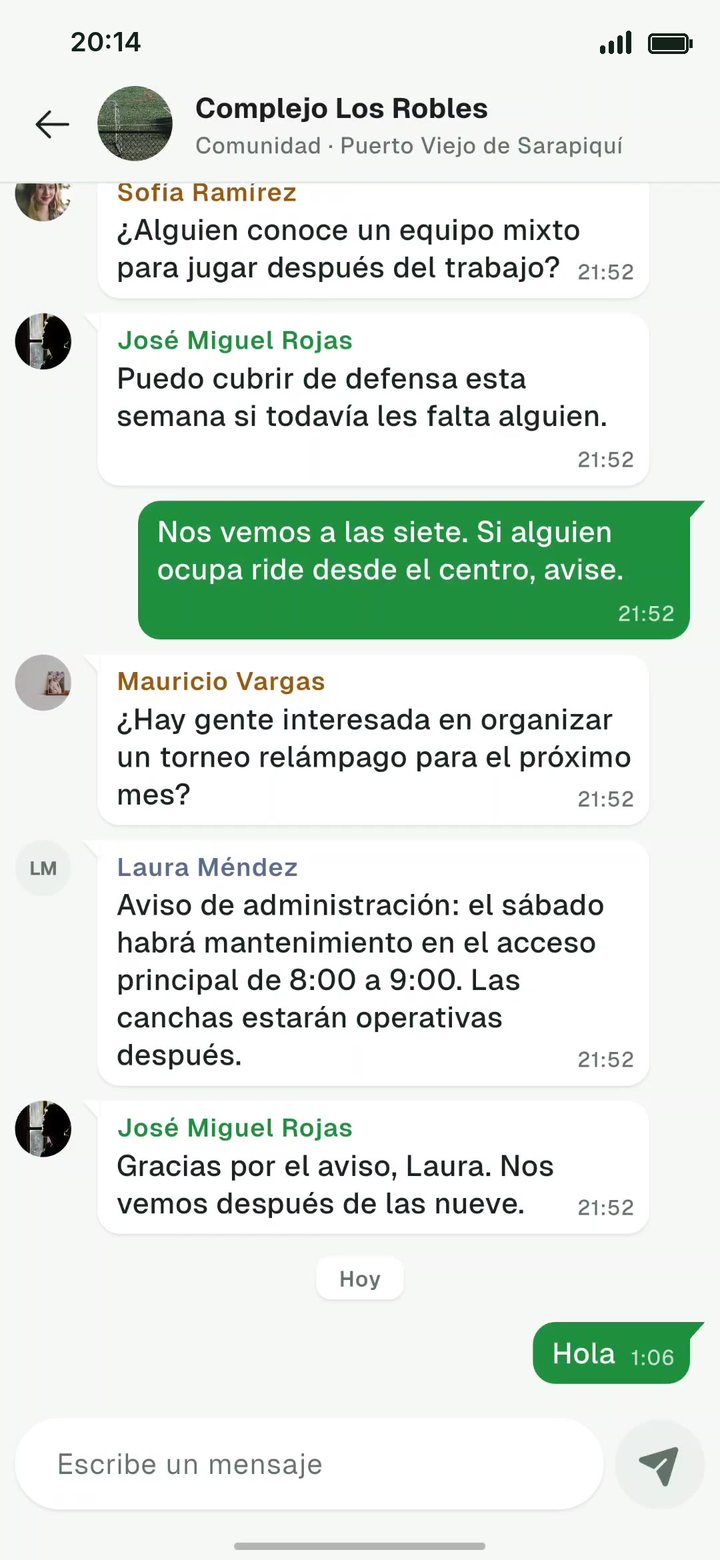 20:14
Complejo Los Robles
Comunidad · Puerto Viejo de Sarapiquí
Sofía Ramírez
¿Alguien conoce un equipo mixto
para jugar después del trabajo? 21:52
José Miguel Rojas
Puedo cubrir de defensa esta
semana si todavía les falta alguien.
21:52
Nos vemos a las siete. Si alguien
ocupa ride desde el centro, avise.
21:52
Mauricio Vargas
¿Hay gente interesada en organizar
un torneo relámpago para el próximo
mes? 21:52
LM
Laura Méndez
Aviso de administración: el sábado
habrá mantenimiento en el acceso
principal de 8:00 a 9:00. Las
canchas estarán operativas
después. 21:52
José Miguel Rojas
Gracias por el aviso, Laura. Nos
vemos después de las nueve. 21:52
Hoy
Hola 1:06
Escribe un mensaje